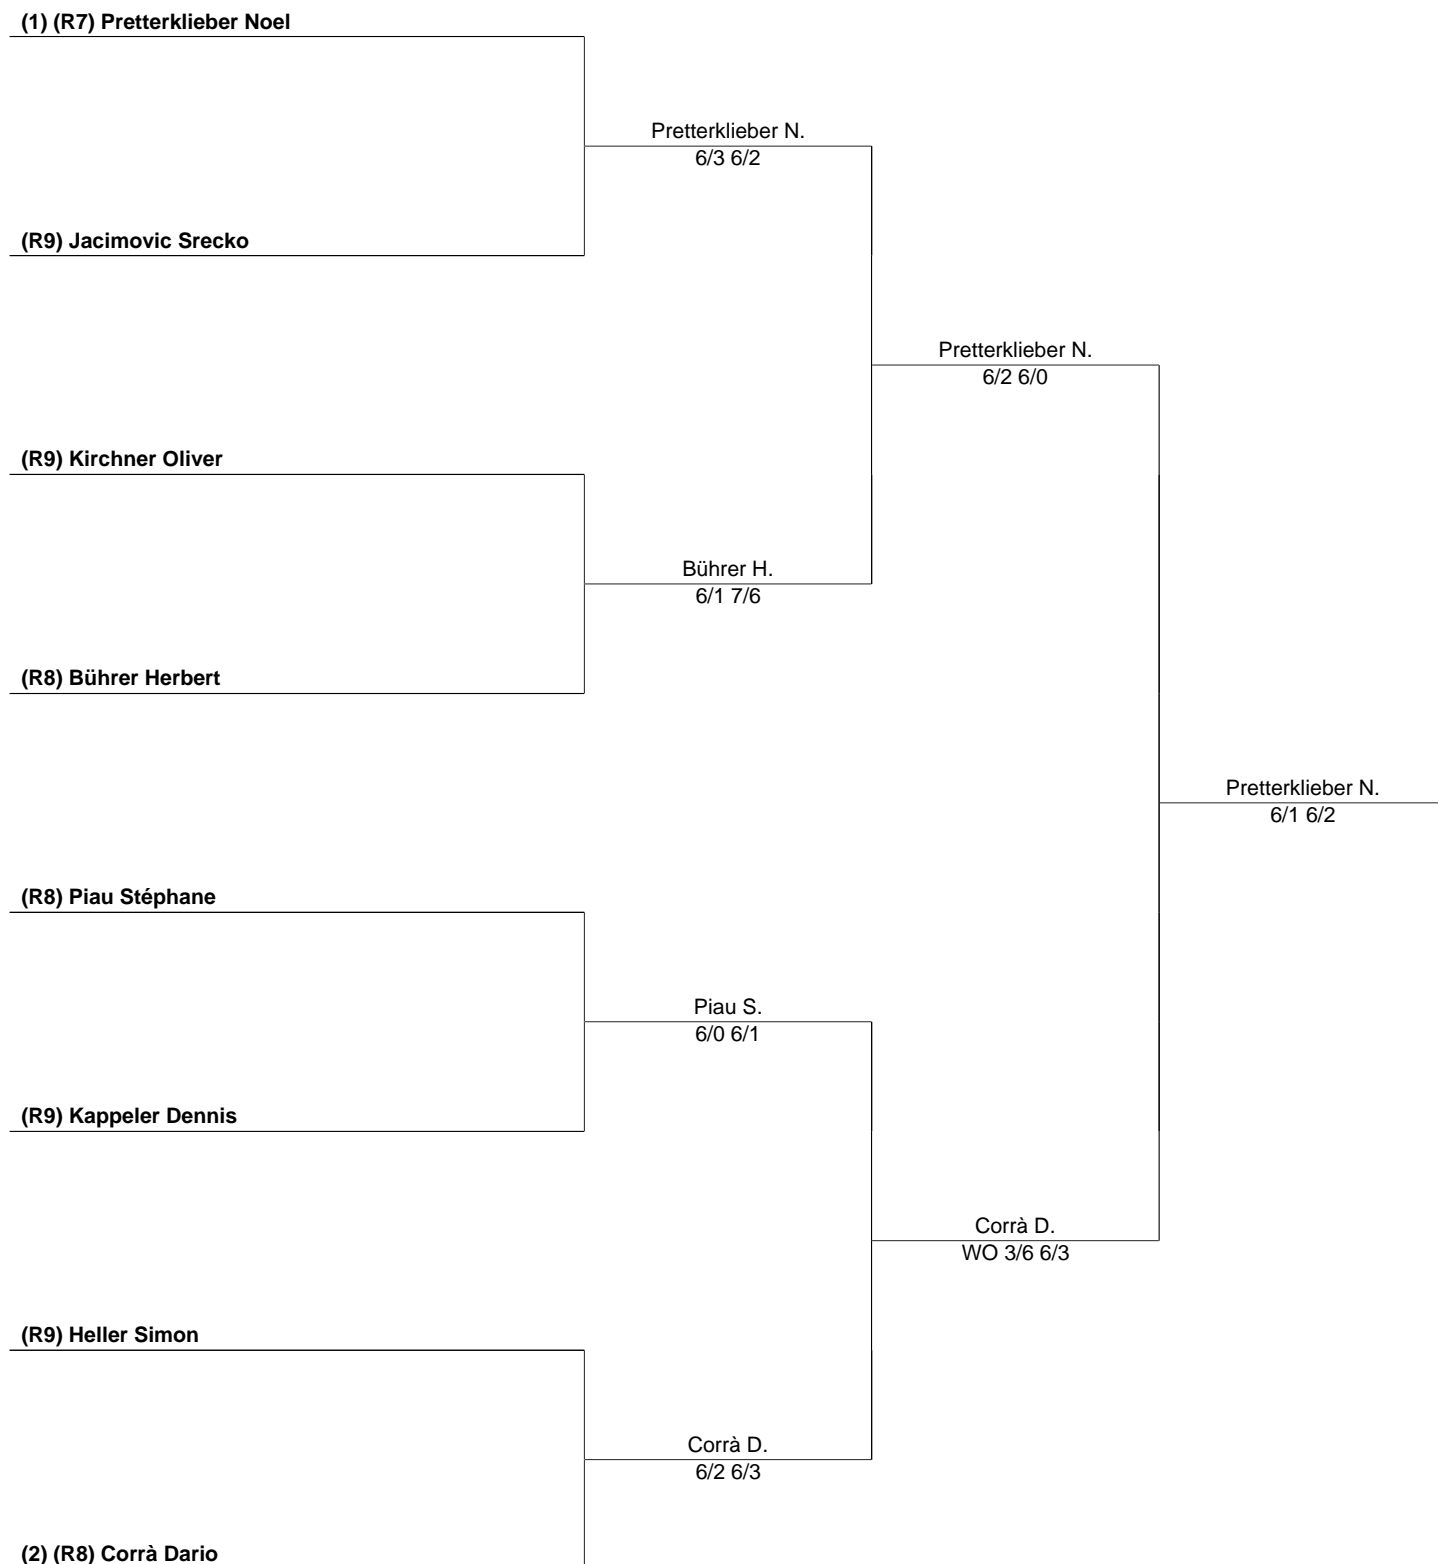 (1) (R7) Pretterklieber Noel
Pretterklieber N.
6/3 6/2
(R9) Jacimovic Srecko
Pretterklieber N.
6/2 6/0
(R9) Kirchner Oliver
Bührer H.
6/1 7/6
(R8) Bührer Herbert
Pretterklieber N.
6/1 6/2
(R8) Piau Stéphane
Piau S.
6/0 6/1
(R9) Kappeler Dennis
Corrà D.
WO 3/6 6/3
(R9) Heller Simon
Corrà D.
6/2 6/3
(2) (R8) Corrà Dario